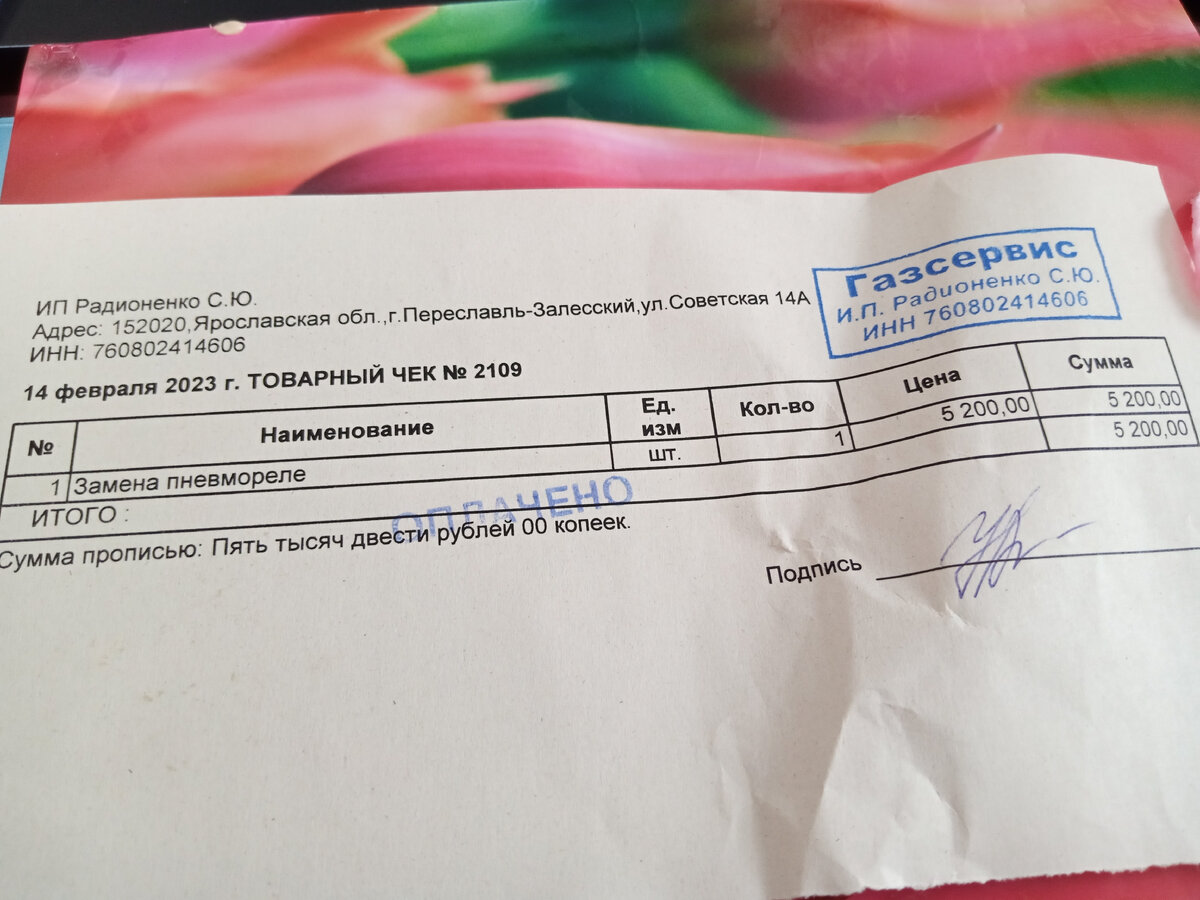 ИП Радионенко С.Ю.
Адрес: 152020,Ярославская обл.,г.Переславль-Залесский,ул.Советская 14А
ИНН: 760802414606
Газсервис
И.П. Радионенко С.Ю.
ИНН 760802414606
14 февраля 2023 г. ТОВАРНЫЙ ЧЕК № 2109
№ Наименование Ед. изм Кол-во Цена Сумма
1 Замена пневмореле шт. 1 5 200,00 5 200,00
ИТОГО : 5 200,00
ОПЛАЧЕНО
Сумма прописью: Пять тысяч двести рублей 00 копеек.
Подпись